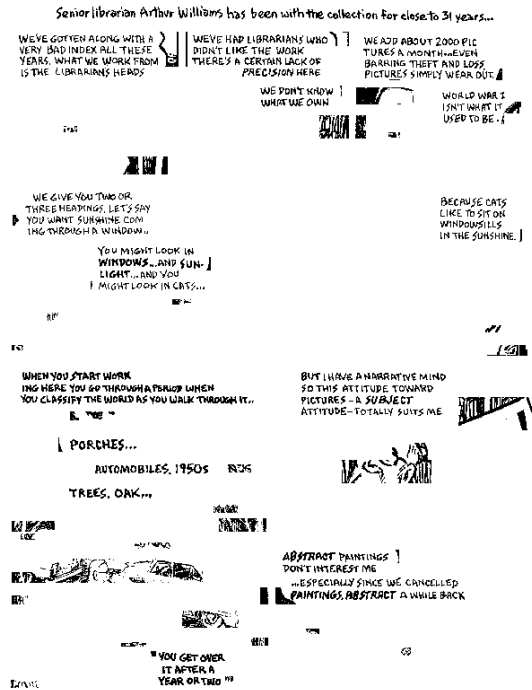 Senior librarian Arthur Williams has been with the collection for close to 31 years...
WE'VE GOTTEN ALONG WITH A
VERY BAD INDEX ALL THESE
YEARS. WHAT WE WORK FROM
IS THE LIBRARIANS HEADS
WE'VE HAD LIBRARIANS WHO
DIDN'T LIKE THE WORK
THERE'S A CERTAIN LACK OF
PRECISION HERE
WE ADD ABOUT 2000 PIC
TURES A MONTH...EVEN
BARRING THEFT AND LOSS
PICTURES SIMPLY WEAR OUT.
WE DON'T KNOW
WHAT WE OWN
WORLD WAR I
ISN'T WHAT IT
USED TO BE.
WE GIVE YOU TWO OR
THREE HEADINGS. LET'S SAY
YOU WANT SUNSHINE COM
ING THROUGH A WINDOW..
YOU MIGHT LOOK IN
WINDOWS...AND SUN-
LIGHT...AND YOU
MIGHT LOOK IN CATS...
BECAUSE CATS
LIKE TO SIT ON
WINDOWSILLS
IN THE SUNSHINE.
WHEN YOU START WORK
ING HERE YOU GO THROUGH A PERIOD WHEN
YOU CLASSIFY THE WORLD AS YOU WALK THROUGH IT...
PORCHES...
AUTOMOBILES, 1950S
TREES, OAK...
BUT I HAVE A NARRATIVE MIND
SO THIS ATTITUDE TOWARD
PICTURES - A SUBJECT
ATTITUDE - TOTALLY SUITS ME
ABSTRACT PAINTINGS
DON'T INTEREST ME
...ESPECIALLY SINCE WE CANCELLED
PAINTINGS, ABSTRACT A WHILE BACK
YOU GET OVER
IT AFTER A
YEAR OR TWO